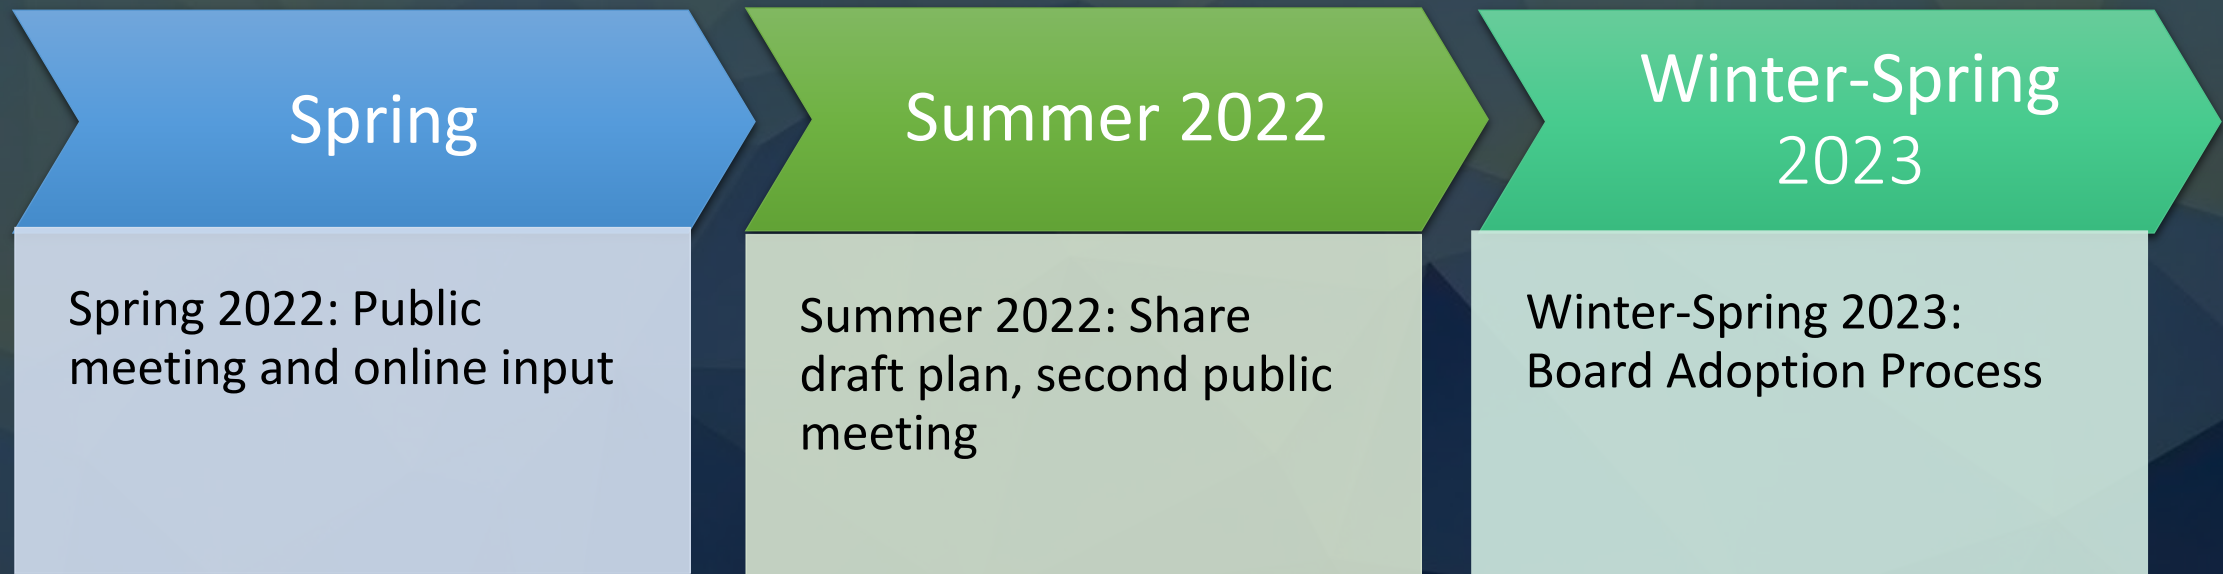 Spring
Summer 2022
Winter-Spring
2023
Spring 2022: Public
meeting and online input
Summer 2022: Share
draft plan, second public
meeting
Winter-Spring 2023:
Board Adoption Process